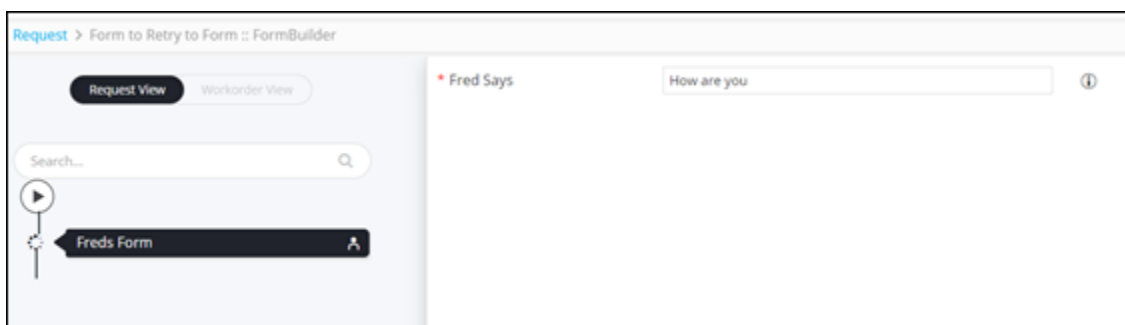 Request > Form to Retry to Form :: FormBuilder
Request View Workorder View
* Fred Says How are you
Search...
Freds Form